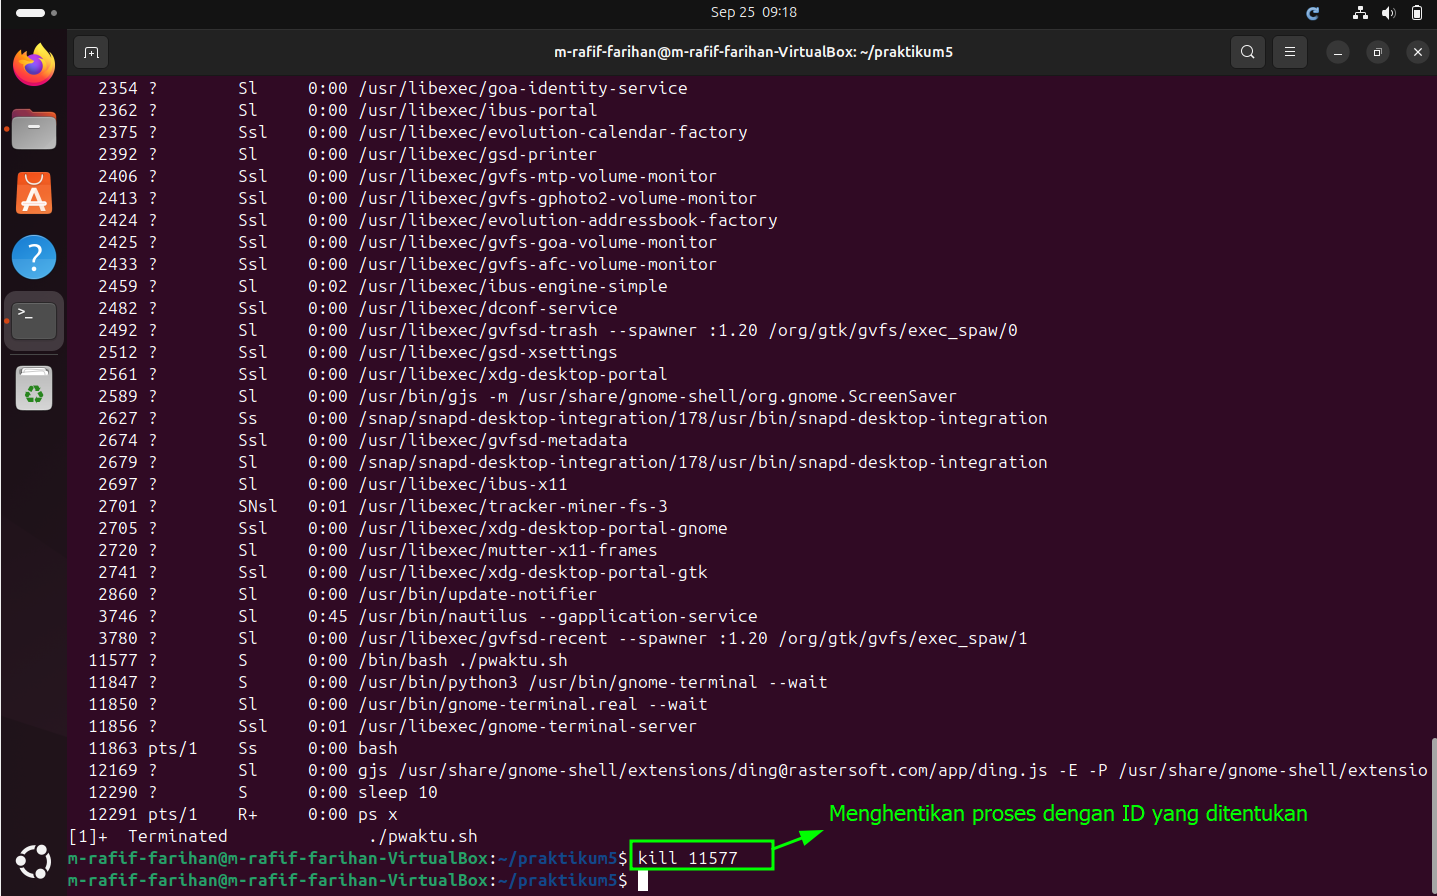 Sep 25 09:18
m-rafif-farihan@m-rafif-farihan-VirtualBox: ~/praktikum5
2354 ? Sl 0:00 /usr/libexec/goa-identity-service
2362 ? Sl 0:00 /usr/libexec/ibus-portal
2375 ? Ssl 0:00 /usr/libexec/evolution-calendar-factory
2392 ? Sl 0:00 /usr/libexec/gsd-printer
2406 ? Ssl 0:00 /usr/libexec/gvfs-mtp-volume-monitor
2413 ? Ssl 0:00 /usr/libexec/gvfs-gphoto2-volume-monitor
2424 ? Ssl 0:00 /usr/libexec/evolution-addressbook-factory
2425 ? Ssl 0:00 /usr/libexec/gvfs-goa-volume-monitor
2433 ? Ssl 0:00 /usr/libexec/gvfs-afc-volume-monitor
2459 ? Sl 0:02 /usr/libexec/ibus-engine-simple
2482 ? Ssl 0:00 /usr/libexec/dconf-service
2492 ? Sl 0:00 /usr/libexec/gvfsd-trash --spawner :1.20 /org/gtk/gvfs/exec_spaw/0
2512 ? Ssl 0:00 /usr/libexec/gsd-xsettings
2561 ? Ssl 0:00 /usr/libexec/xdg-desktop-portal
2589 ? Sl 0:00 /usr/bin/gjs -m /usr/share/gnome-shell/org.gnome.ScreenSaver
2627 ? Ss 0:00 /snap/snapd-desktop-integration/178/usr/bin/snapd-desktop-integration
2674 ? Ssl 0:00 /usr/libexec/gvfsd-metadata
2679 ? Sl 0:00 /snap/snapd-desktop-integration/178/usr/bin/snapd-desktop-integration
2697 ? Sl 0:00 /usr/libexec/ibus-x11
2701 ? SNsl 0:01 /usr/libexec/tracker-miner-fs-3
2705 ? Ssl 0:00 /usr/libexec/xdg-desktop-portal-gnome
2720 ? Sl 0:00 /usr/libexec/mutter-x11-frames
2741 ? Ssl 0:00 /usr/libexec/xdg-desktop-portal-gtk
2860 ? Sl 0:00 /usr/bin/update-notifier
3746 ? Sl 0:45 /usr/bin/nautilus --gapplication-service
3780 ? Sl 0:00 /usr/libexec/gvfsd-recent --spawner :1.20 /org/gtk/gvfs/exec_spaw/1
11577 ? S 0:00 /bin/bash ./pwaktu.sh
11847 ? S 0:00 /usr/bin/python3 /usr/bin/gnome-terminal --wait
11850 ? Sl 0:00 /usr/bin/gnome-terminal.real --wait
11856 ? Ssl 0:01 /usr/libexec/gnome-terminal-server
11863 pts/1 Ss 0:00 bash
12169 ? Sl 0:00 gjs /usr/share/gnome-shell/extensions/ding@rastersoft.com/app/ding.js -E -P /usr/share/gnome-shell/extensio
12290 ? S 0:00 sleep 10
12291 pts/1 R+ 0:00 ps x
Menghentikan proses dengan ID yang ditentukan
[1]+ Terminated ./pwaktu.sh
m-rafif-farihan@m-rafif-farihan-VirtualBox:~/praktikum5$ kill 11577
m-rafif-farihan@m-rafif-farihan-VirtualBox:~/praktikum5$